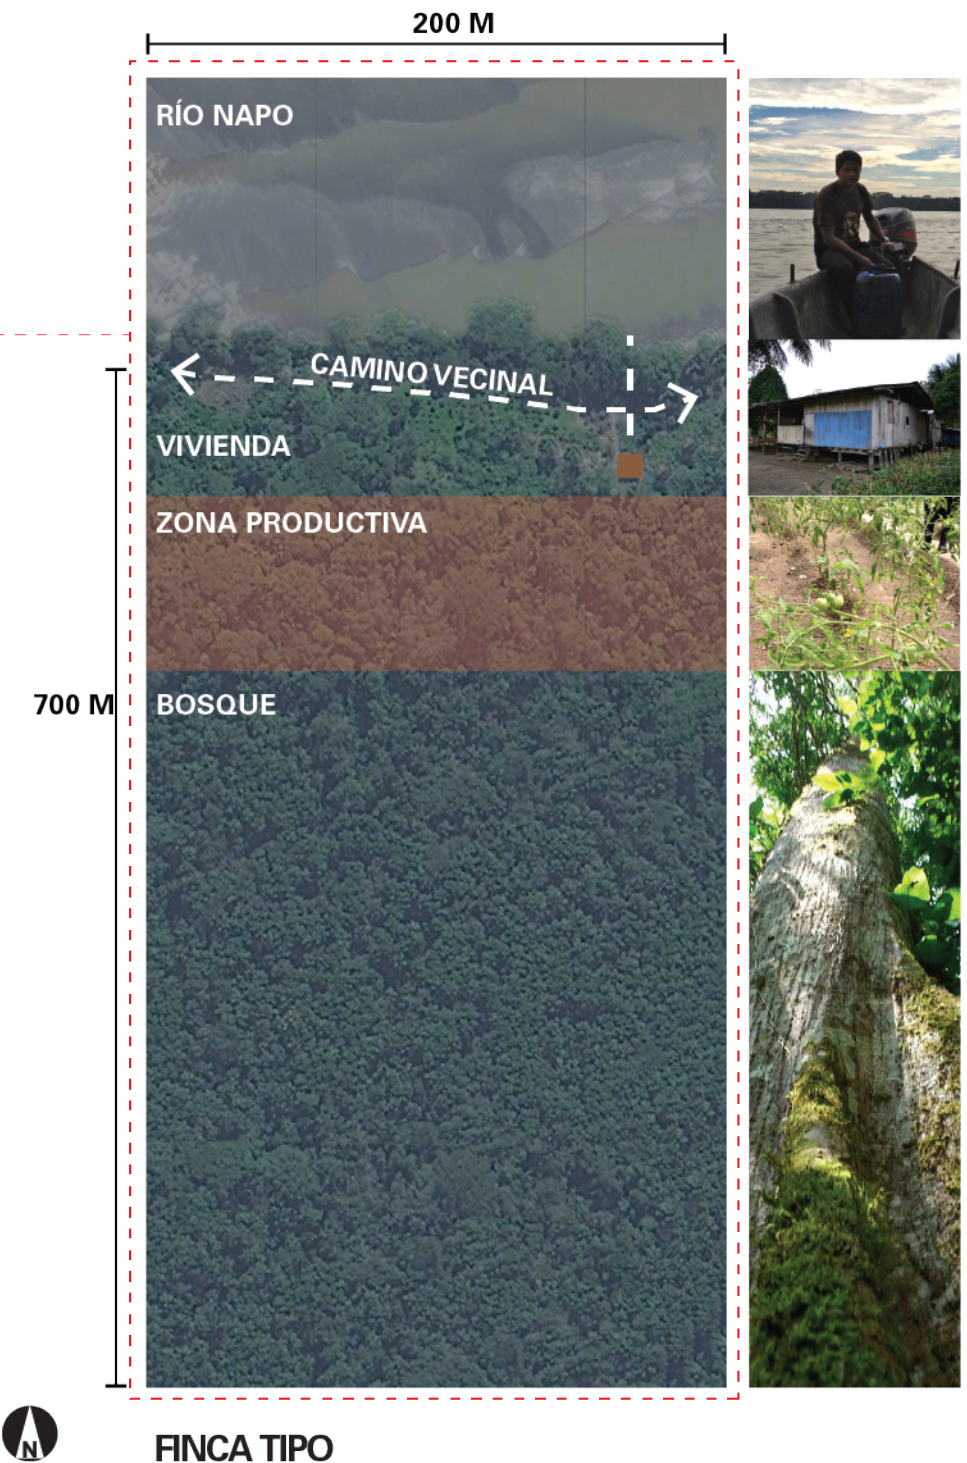 200 M
RÍO NAPO
CAMINO VECINAL
VIVIENDA
ZONA PRODUCTIVA
700 M
BOSQUE
N
FINCA TIPO